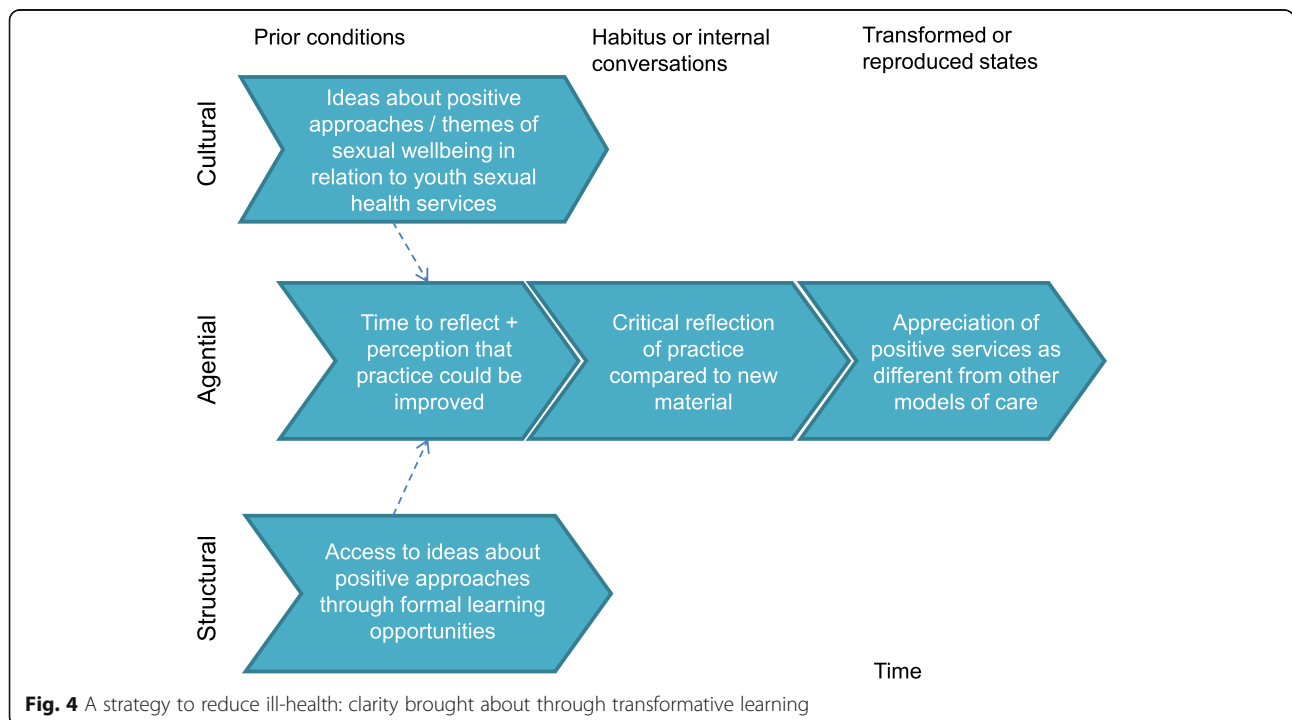 Prior conditions
Habitus or internal
conversations
Transformed or
reproduced states
Cultural
Ideas about positive
approaches / themes of
sexual wellbeing in
relation to youth sexual
health services
Agential
Time to reflect +
perception that
practice could be
improved
Critical reflection
of practice
compared to new
material
Appreciation of
positive services as
different from other
models of care
Structural
Access to ideas about
positive approaches
through formal learning
opportunities
Time
Fig. 4 A strategy to reduce ill-health: clarity brought about through transformative learning